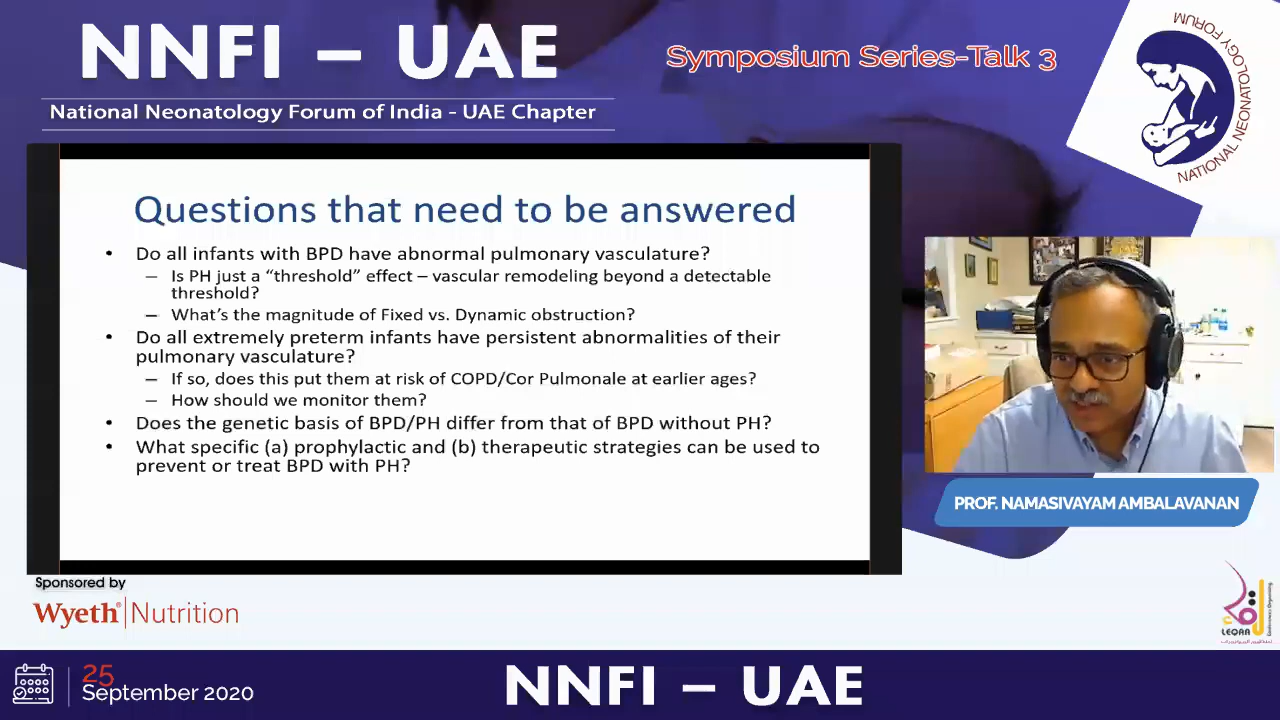 NNFI – UAE
National Neonatology Forum of India - UAE Chapter
Symposium Series-Talk 3
NATIONAL NEONATOLOGY FORUM
Questions that need to be answered
• Do all infants with BPD have abnormal pulmonary vasculature?
– Is PH just a “threshold” effect – vascular remodeling beyond a detectable
threshold?
– What’s the magnitude of Fixed vs. Dynamic obstruction?
• Do all extremely preterm infants have persistent abnormalities of their
pulmonary vasculature?
– If so, does this put them at risk of COPD/Cor Pulmonale at earlier ages?
– How should we monitor them?
• Does the genetic basis of BPD/PH differ from that of BPD without PH?
• What specific (a) prophylactic and (b) therapeutic strategies can be used to
prevent or treat BPD with PH?
PROF. NAMASIVAYAM AMBALAVANAN
Sponsored by
Wyeth® Nutrition
LEQAA
25
September 2020
NNFI – UAE